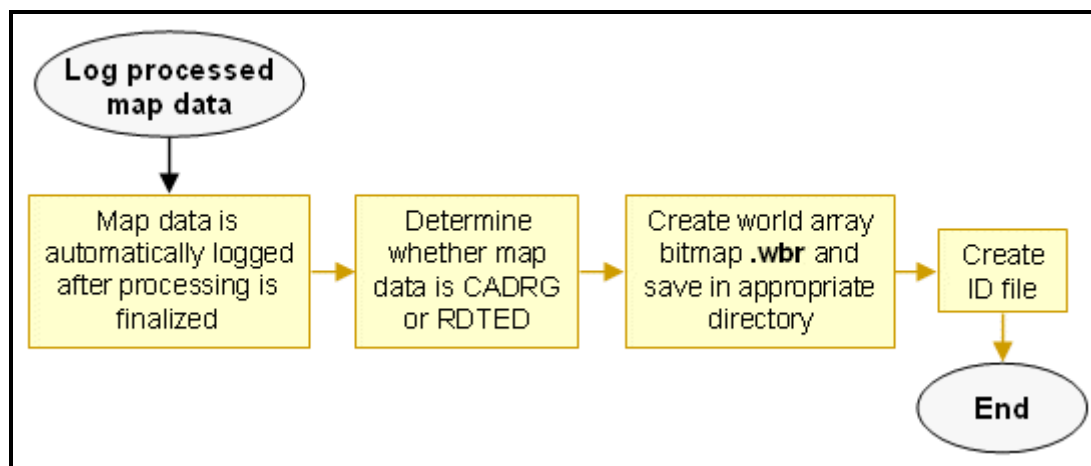 Log processed
map data
Map data is
automatically logged
after processing is
finalized
Determine
whether map
data is CADRG
or RDTED
Create world array
bitmap .wbr and
save in appropriate
directory
Create
ID file
End